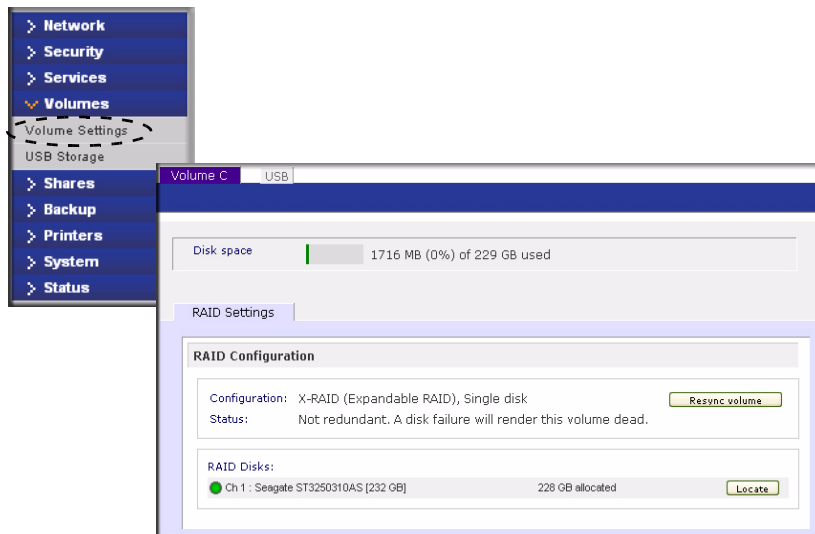 Network
Security
Services
Volumes
Volume Settings
USB Storage
Shares
Backup
Printers
System
Status
Volume C USB
Disk space 1716 MB (0%) of 229 GB used
RAID Settings
RAID Configuration
Configuration: X-RAID (Expandable RAID), Single disk Resync volume
Status: Not redundant. A disk failure will render this volume dead.
RAID Disks:
Ch 1 : Seagate ST3250310AS [232 GB] 228 GB allocated Locate